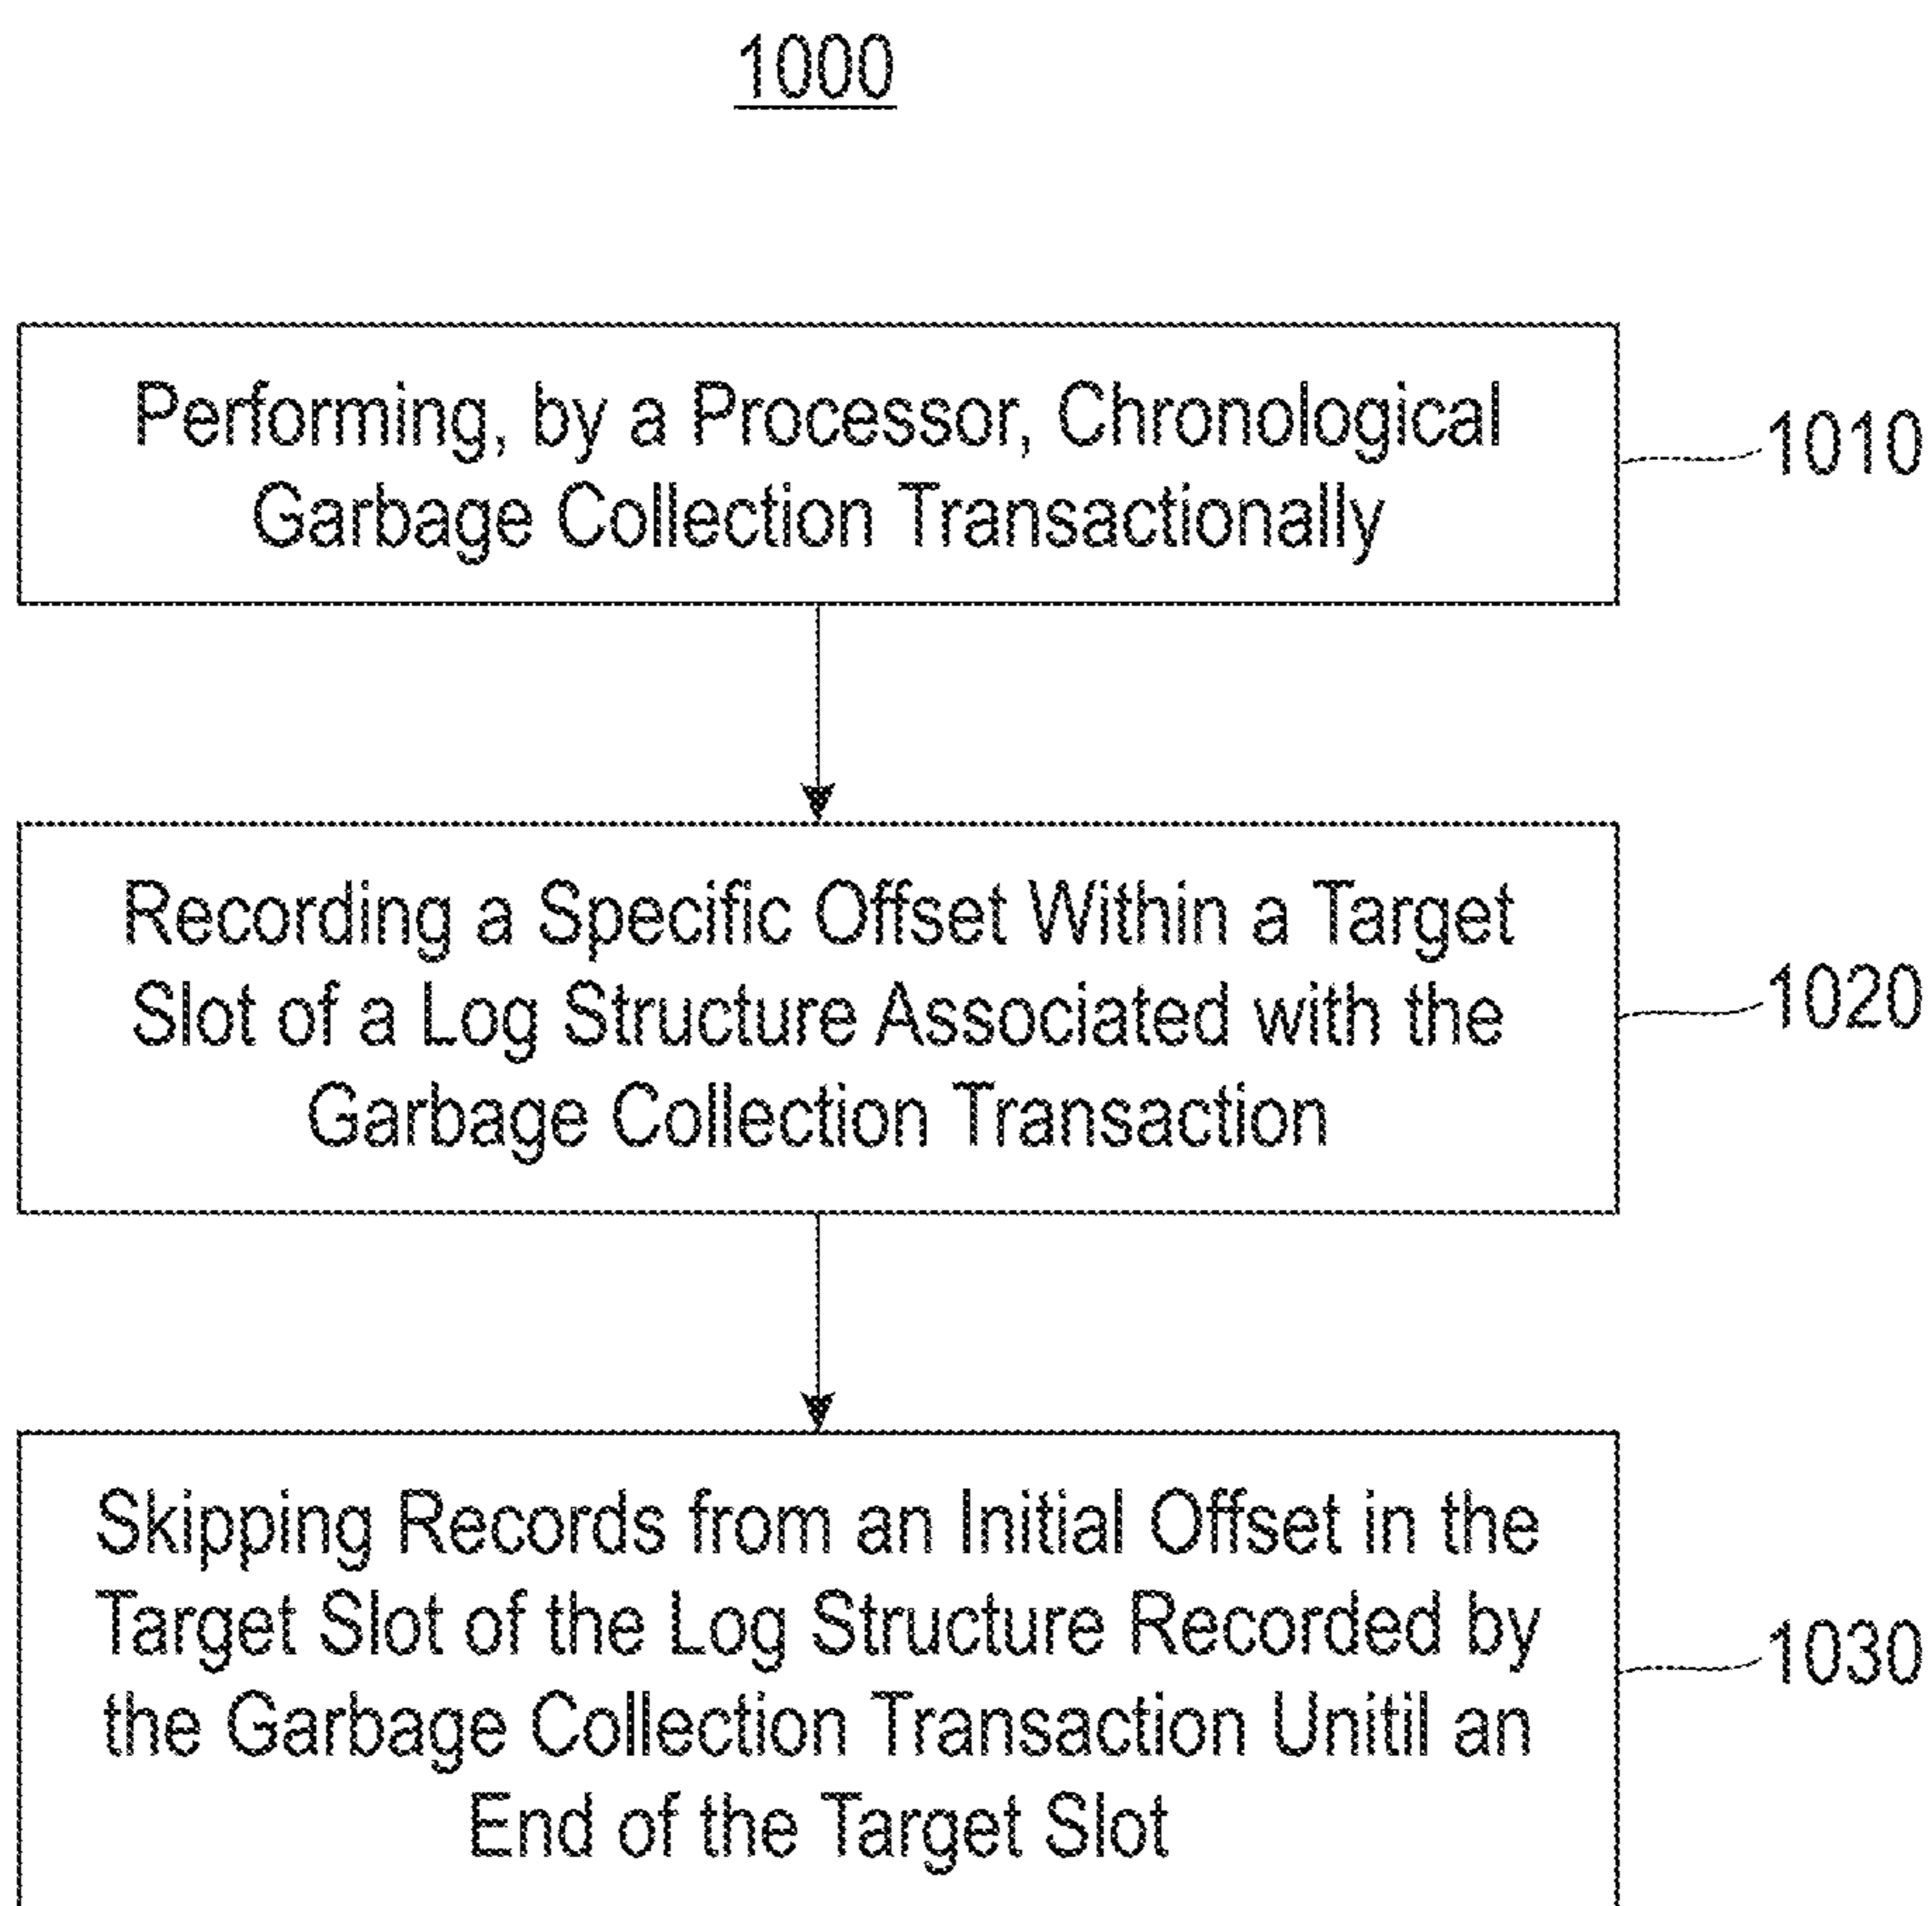 1000
Performing, by a Processor, Chronological
Garbage Collection Transactionally
1010
Recording a Specific Offset Within a Target
Slot of a Log Structure Associated with the
Garbage Collection Transaction
1020
Skipping Records from an Initial Offset in the
Target Slot of the Log Structure Recorded by
the Garbage Collection Transaction Unitil an
End of the Target Slot
1030